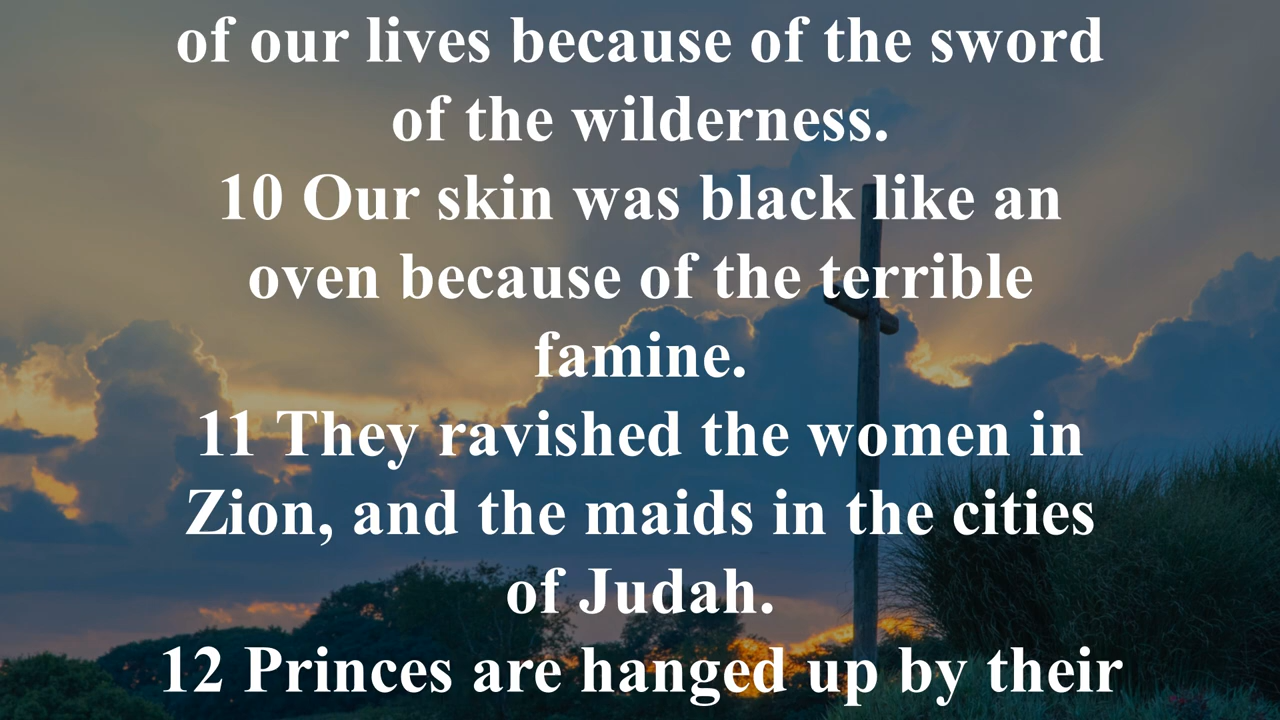 of our lives because of the sword
of the wilderness.
10 Our skin was black like an
oven because of the terrible
famine.
11 They ravished the women in
Zion, and the maids in the cities
of Judah.
12 Princes are hanged up by their